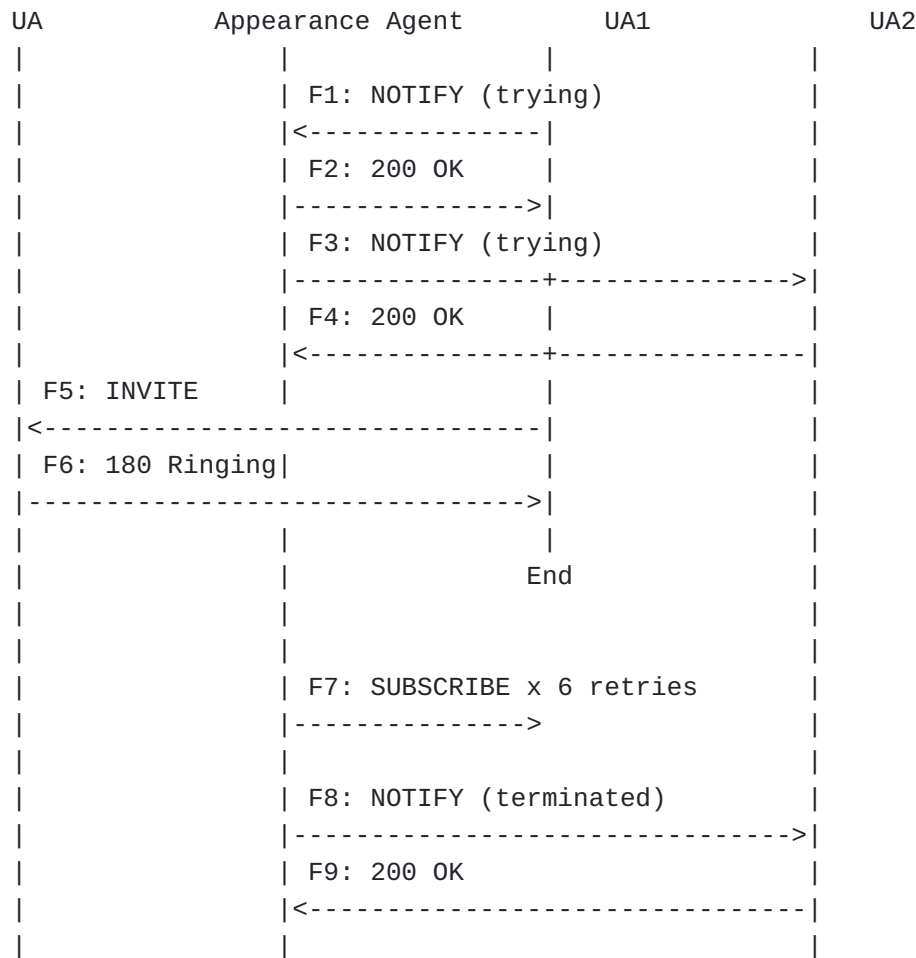 UA Appearance Agent UA1 UA2
F1: NOTIFY (trying)
F2: 200 OK
F3: NOTIFY (trying)
F4: 200 OK
F5: INVITE
F6: 180 Ringing
End
F7: SUBSCRIBE x 6 retries
F8: NOTIFY (terminated)
F9: 200 OK